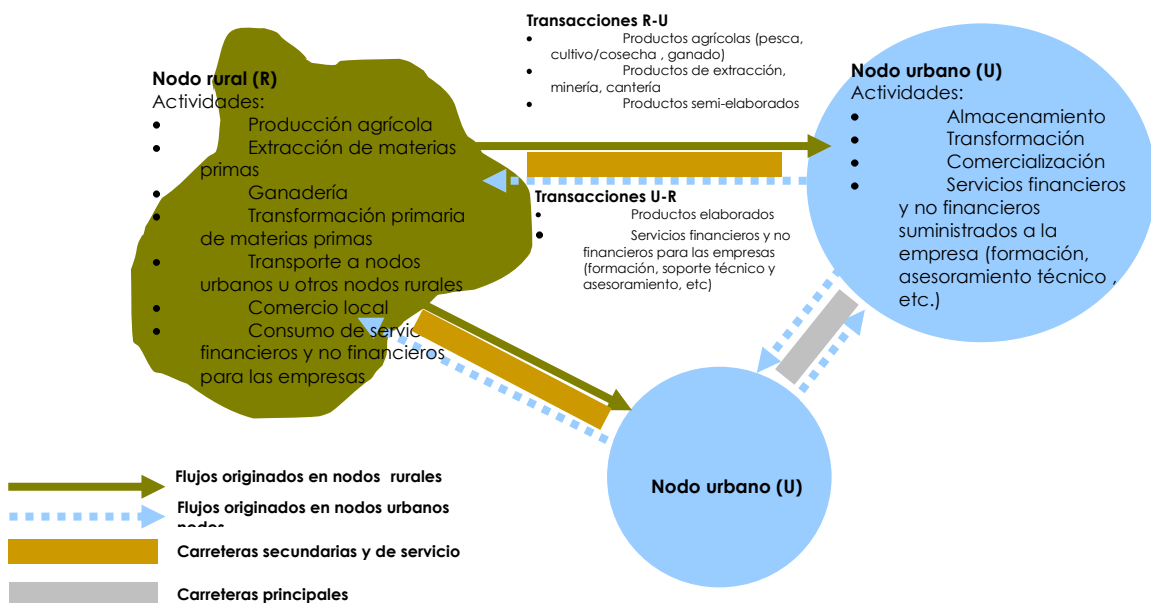 Transacciones R-U
• Productos agrícolas (pesca,
cultivo/cosecha , ganado)
• Productos de extracción,
minería, cantería
• Productos semi-elaborados
Nodo rural (R)
Actividades:
• Producción agrícola
• Extracción de materias
primas
• Ganadería
• Transformación primaria
de materias primas
• Transporte a nodos
urbanos u otros nodos rurales
• Comercio local
• Consumo de servic
financieros y no financieros
para las empresas
Nodo urbano (U)
Actividades:
• Almacenamiento
• Transformación
• Comercialización
• Servicios financieros
y no financieros
suministrados a la
empresa (formación,
asesoramiento técnico ,
etc.)
Transacciones U-R
• Productos elaborados
• Servicios financieros y no
financieros para las empresas
(formación, soporte técnico y
asesoramiento, etc)
Nodo urbano (U)
Flujos originados en nodos rurales
Flujos originados en nodos urbanos
nodos
Carreteras secundarias y de servicio
Carreteras principales